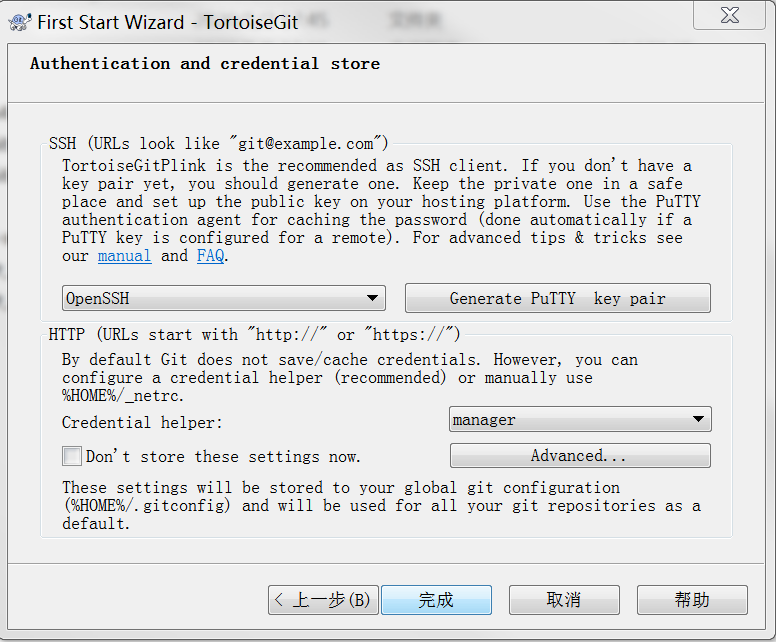 First Start Wizard - TortoiseGit
Authentication and credential store
SSH (URLs look like "git@example.com")
TortoiseGitPlink is the recommended as SSH client. If you don't have a
key pair yet, you should generate one. Keep the private one in a safe
place and set up the public key on your hosting platform. Use the PuTTY
authentication agent for caching the password (done automatically if a
PuTTY key is configured for a remote). For advanced tips & tricks see
our manual and FAQ.
OpenSSH
Generate PuTTY key pair
HTTP (URLs start with "http://" or "https://")
By default Git does not save/cache credentials. However, you can
configure a credential helper (recommended) or manually use
%HOME%/_netrc.
Credential helper:
manager
Don't store these settings now.
Advanced...
These settings will be stored to your global git configuration
(%HOME%/.gitconfig) and will be used for all your git repositories as a
default.
< 上一步(B)
完成
取消
帮助